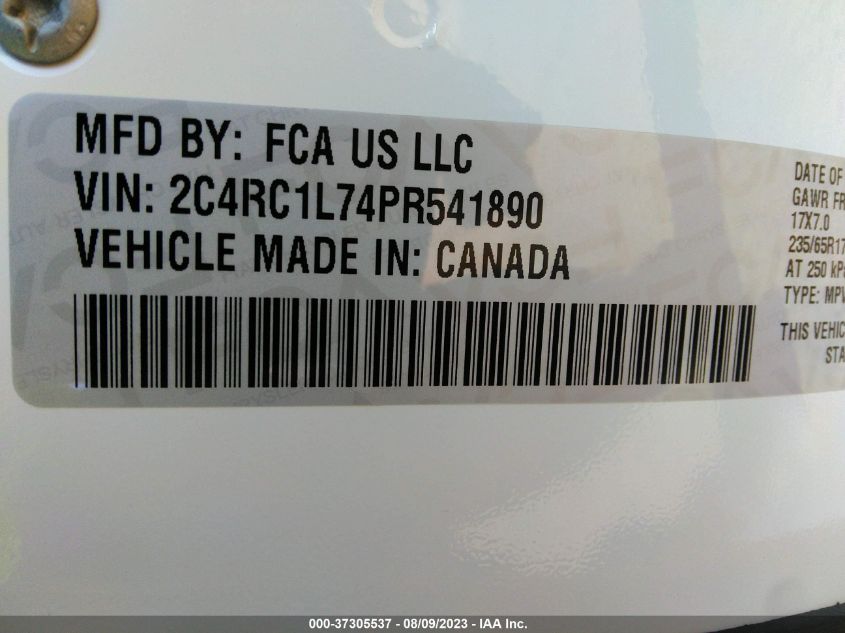 MFD BY: FCA US LLC
VIN: 2C4RC1L74PR541890
VEHICLE MADE IN: CANADA
DATE OF
GAWR FR
17X7.0
235/65R17
AT 250 kPa
TYPE: MPV
THIS VEHIC
STA
000-37305537 - 08/09/2023 - IAA Inc.